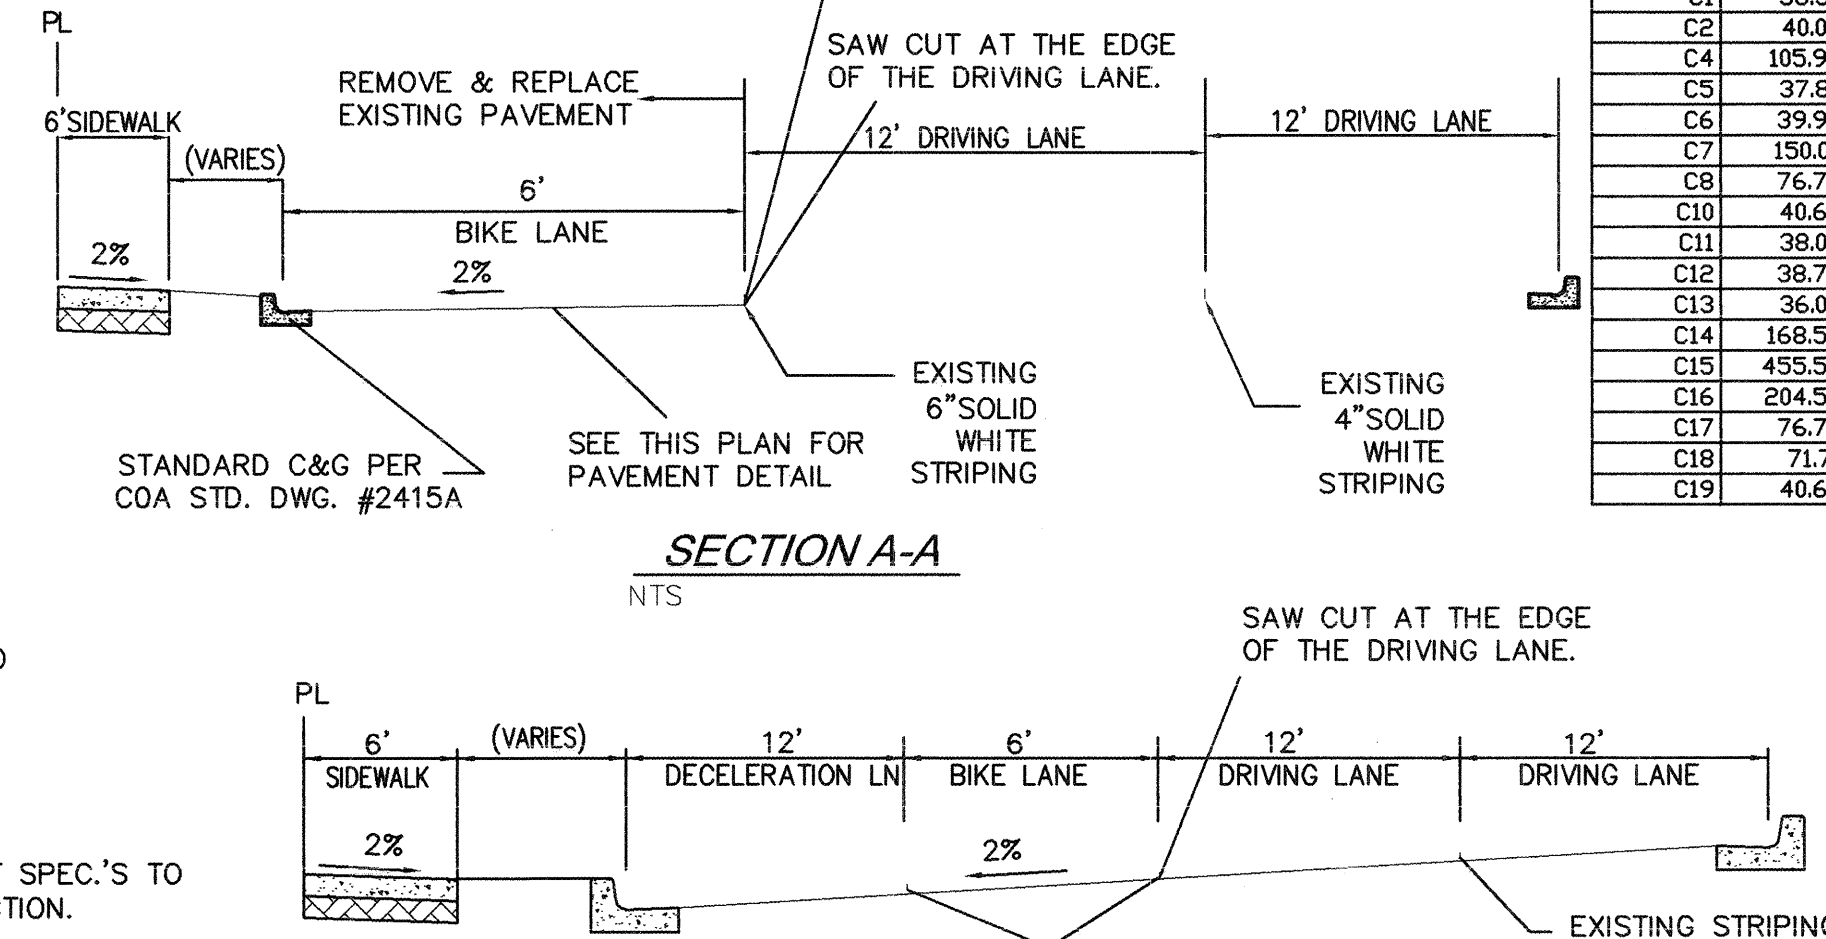 PL
SAW CUT AT THE EDGE
OF THE DRIVING LANE.
REMOVE & REPLACE
EXISTING PAVEMENT
6'SIDEWALK
(VARIES)
12' DRIVING LANE
12' DRIVING LANE
6'
BIKE LANE
2%
2%
EXISTING
6"SOLID
WHITE
STRIPING
EXISTING
4"SOLID
WHITE
STRIPING
STANDARD C&G PER
COA STD. DWG. #2415A
SEE THIS PLAN FOR
PAVEMENT DETAIL
SECTION A-A
NTS
C2 40.0
C4 105.9
C5 37.8
C6 39.9
C7 150.0
C8 76.7
C10 40.6
C11 38.0
C12 38.7
C13 36.0
C14 168.5
C15 455.5
C16 204.5
C17 76.7
C18 71.7
C19 40.6
SAW CUT AT THE EDGE
OF THE DRIVING LANE.
PL
6' (VARIES) 12' 6' 12' 12'
SIDEWALK DECELERATION LN BIKE LANE DRIVING LANE DRIVING LANE
2%
2%
SPEC.'S TO
EXISTING STRIPING